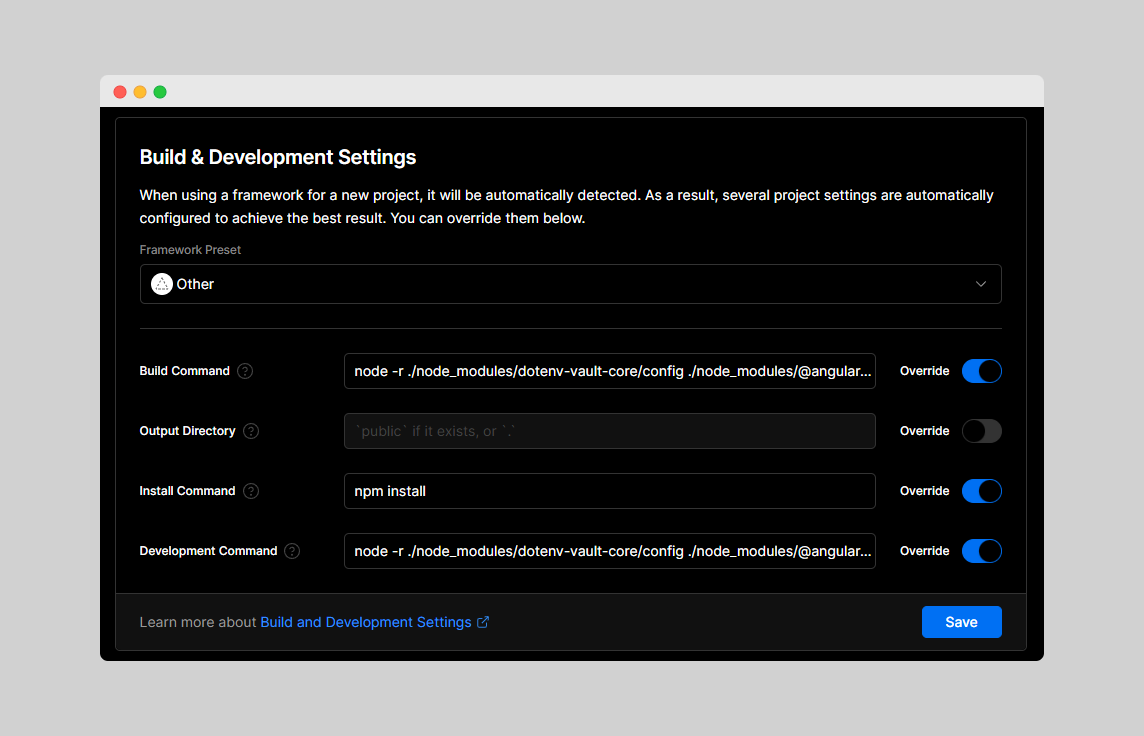 Build & Development Settings
When using a framework for a new project, it will be automatically detected. As a result, several project settings are automatically
configured to achieve the best result. You can override them below.
Framework Preset
Other
Build Command ?
node -r ./node_modules/dotenv-vault-core/config ./node_modules/@angular...
Override
Output Directory ?
`public` if it exists, or `.`
Override
Install Command ?
npm install
Override
Development Command ?
node -r ./node_modules/dotenv-vault-core/config ./node_modules/@angular...
Override
Learn more about Build and Development Settings
Save